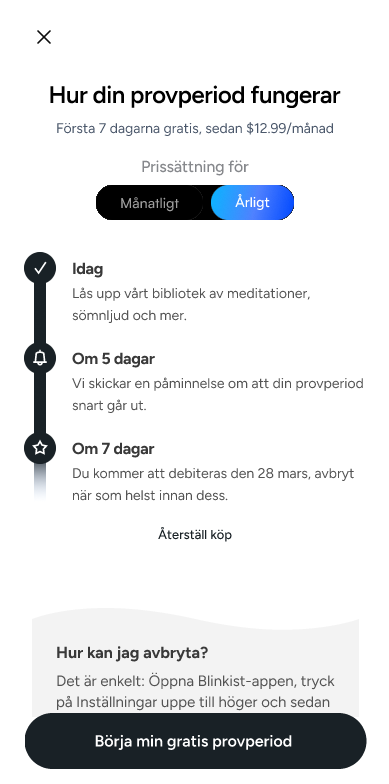 Hur din provperiod fungerar
Första 7 dagarna gratis, sedan $12.99/månad
Prissättning för
Månatligt
Årligt
Idag
Lås upp vårt bibliotek av meditationer,
sömnljud och mer.
Om 5 dagar
Vi skickar en påminnelse om att din provperiod
snart går ut.
Om 7 dagar
Du kommer att debiteras den 28 mars, avbryt
när som helst innan dess.
Återställ köp
Hur kan jag avbryta?
Det är enkelt: Öppna Blinkist-appen, tryck
på Inställningar uppe till höger och sedan
Börja min gratis provperiod